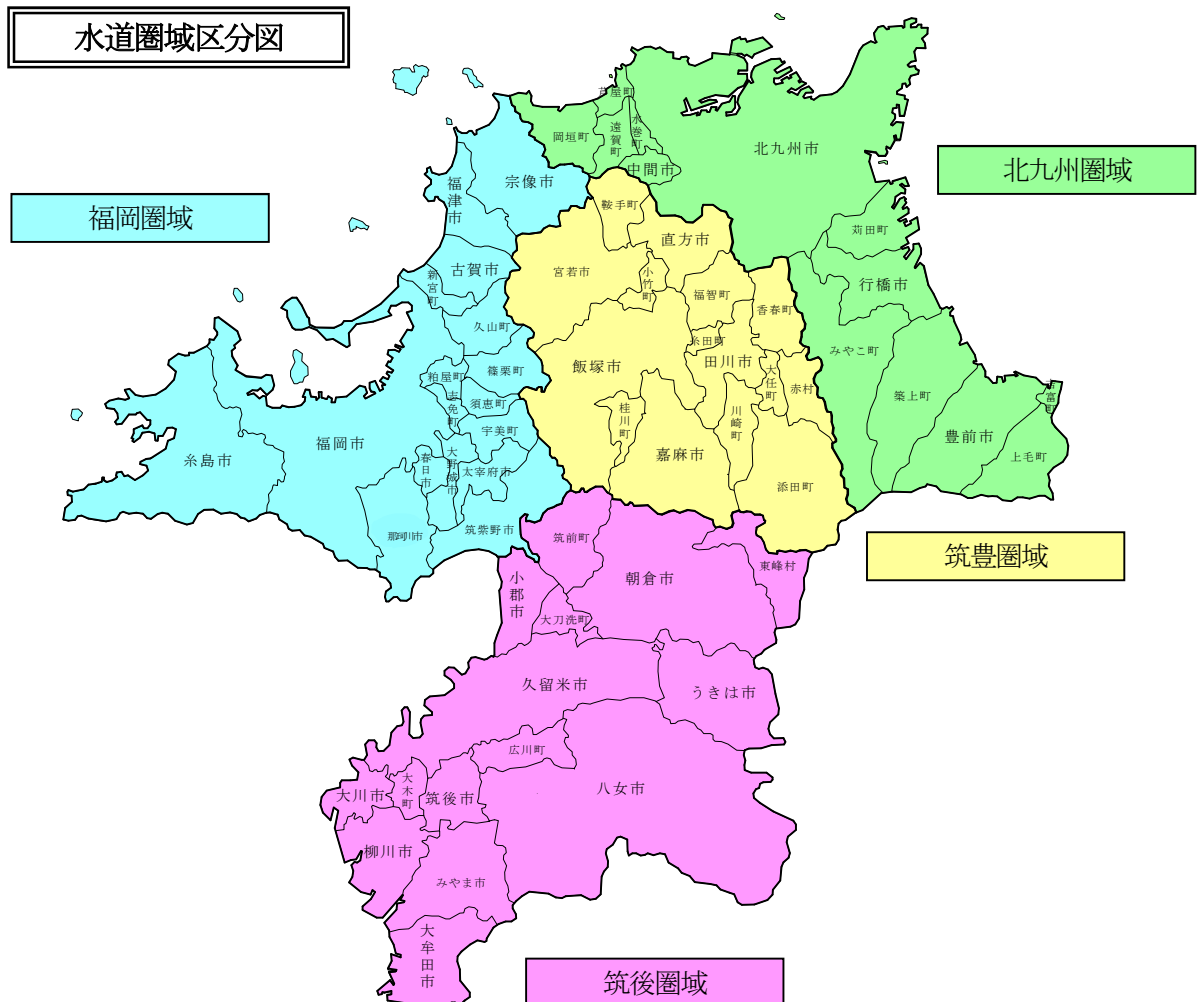 水道圏域区分図
芦屋町
岡垣町
遠賀町
水巻町
北九州市
中間市
北九州圏域
宗像市
福津市
福岡圏域
鞍手町
直方市
苅田町
古賀市
新宮町
宮若市
小竹町
福智町
香春町
行橋市
久山町
糸田町
みやこ町
田川市
飯塚市
篠栗町
粕屋町
大任町
赤村
築上町
志免町
須恵町
桂川町
川崎町
宇美町
豊前市
福岡市
糸島市
嘉麻市
上毛町
春日市
大野城市
太宰府市
添田町
那珂川市
筑紫野市
筑前町
筑豊圏域
東峰村
朝倉市
小郡市
大刀洗町
久留米市
うきは市
広川町
八女市
大川市
大木町
筑後市
柳川市
みやま市
大牟田市
筑後圏域